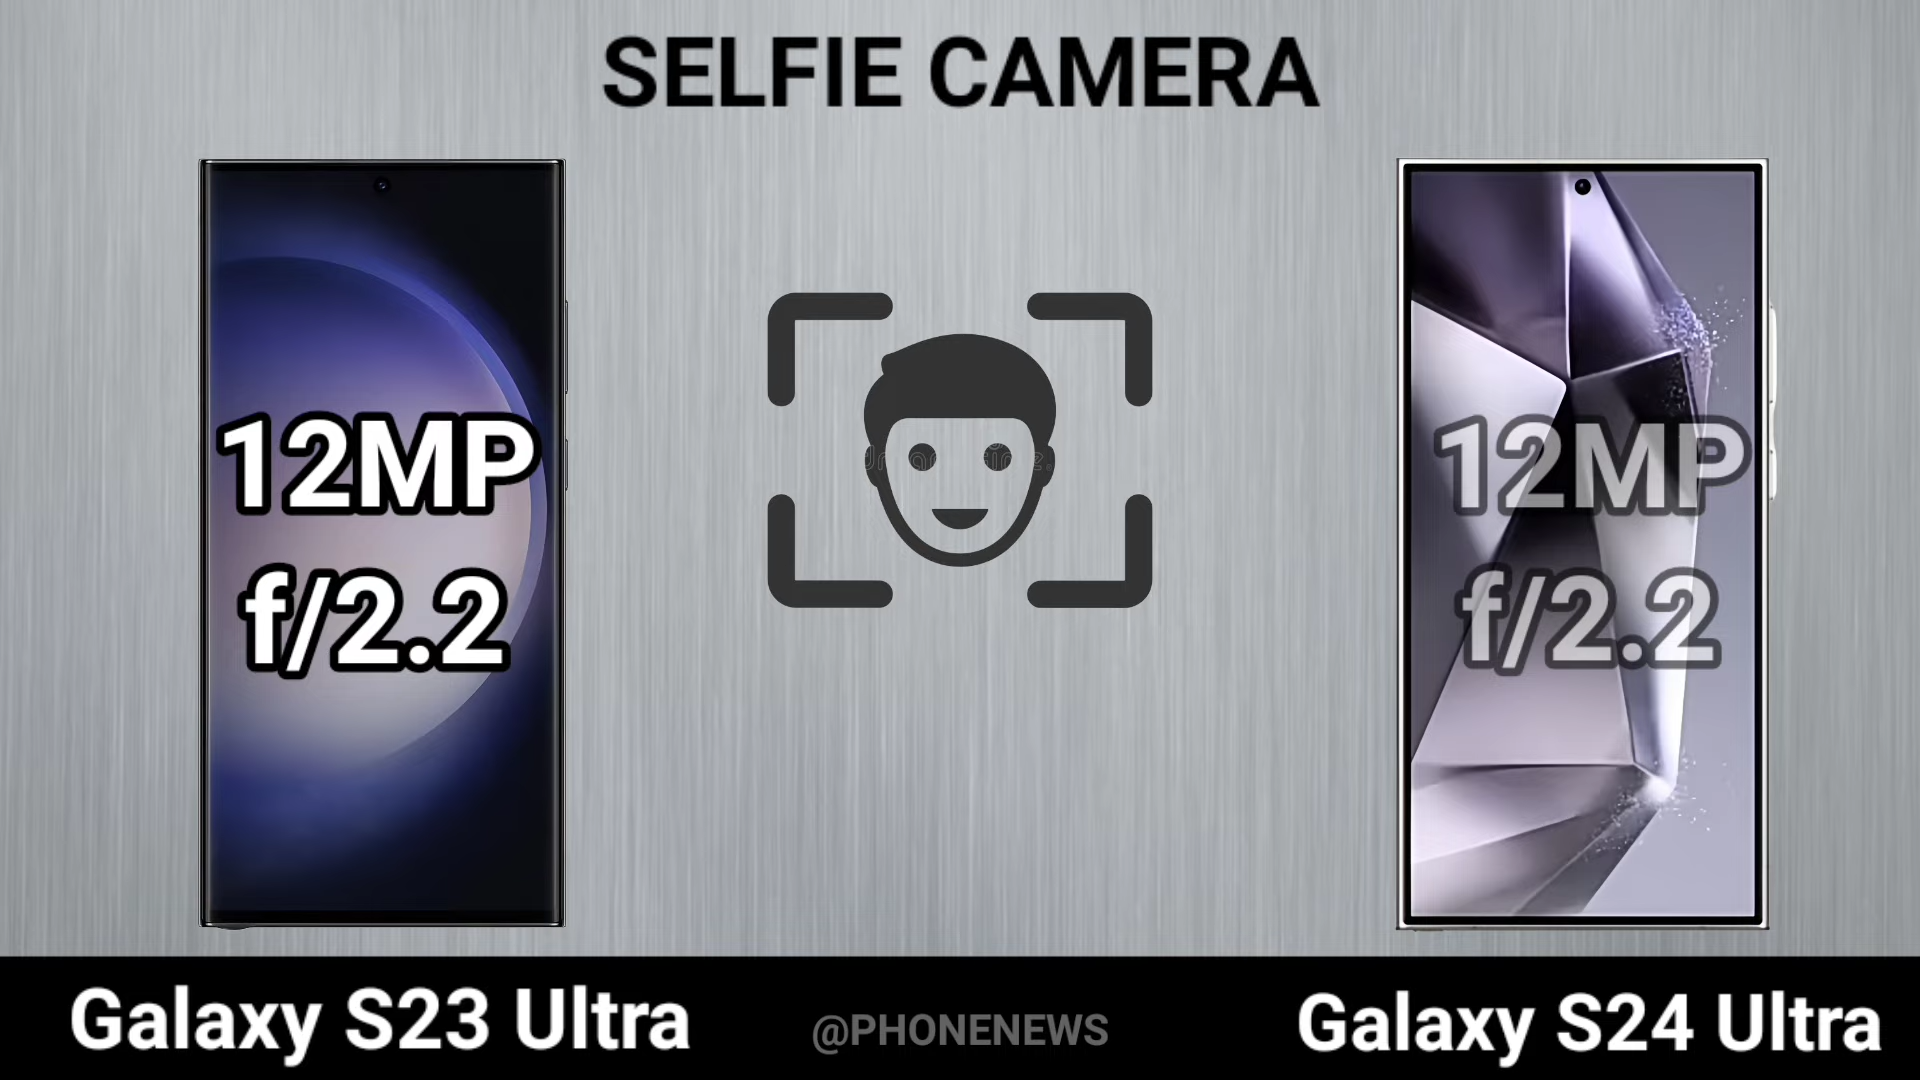 SELFIE CAMERA
12MP
f/2.2
12MP
f/2.2
Galaxy S23 Ultra
@PHONENEWS
Galaxy S24 Ultra